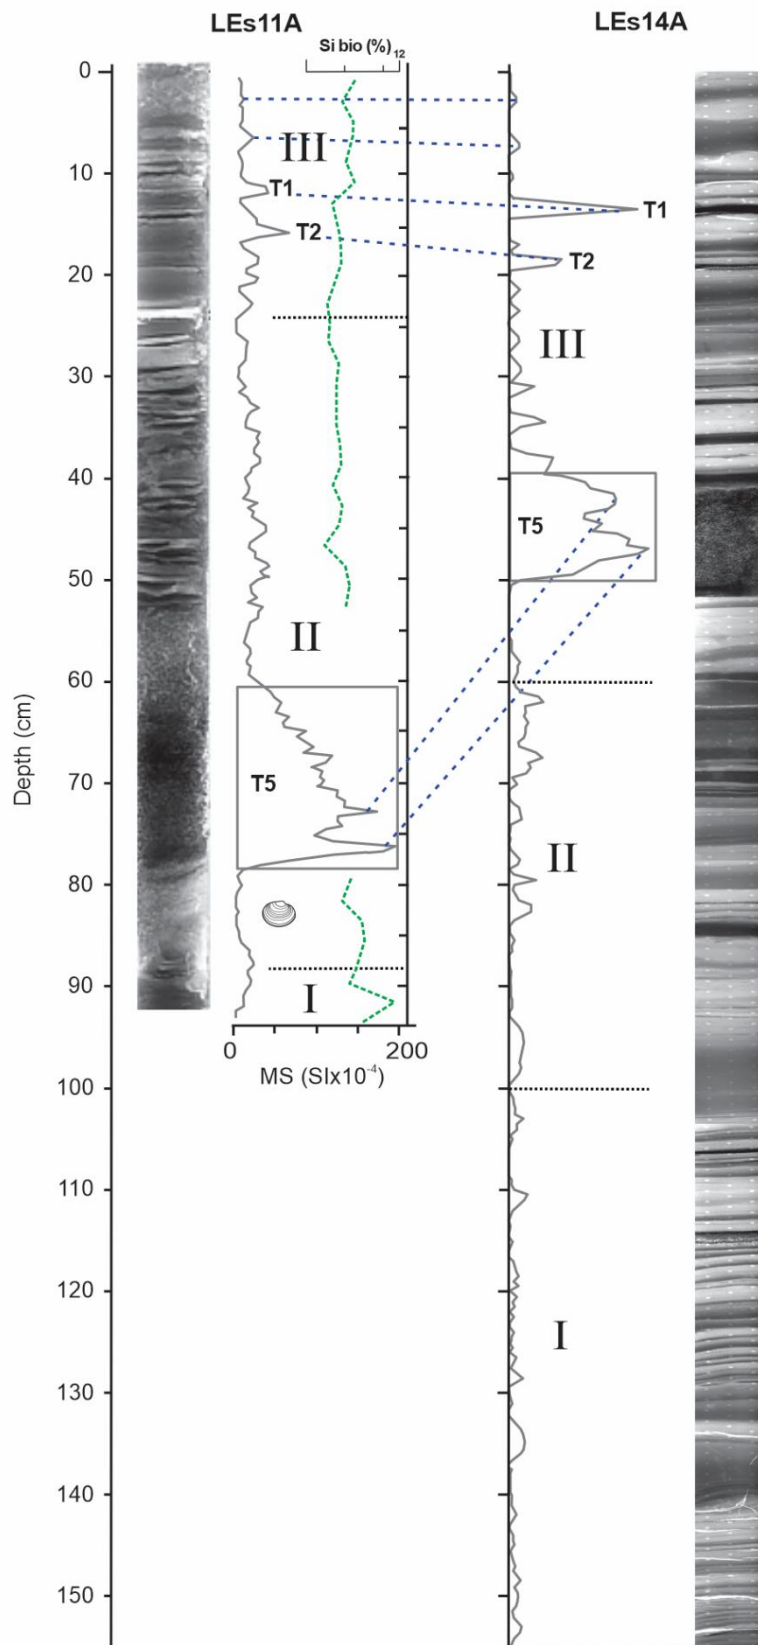 LEs11A
LEs14A
Si bio (%)
12
0
III
10
T1
T1
T2
T2
20
III
30
40
T5
50
II
60
Depth (cm)
70
T5
80
II
90
I
0
200
MS (SIx10⁻⁴)
100
110
120
I
130
140
150